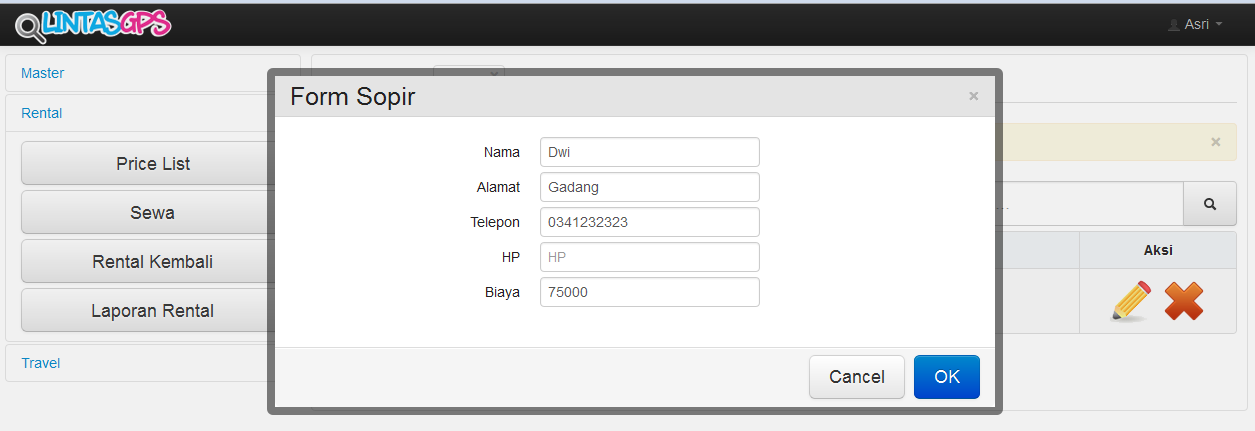 LINTASGPS
Asri
Master
Rental
Price List
Sewa
Rental Kembali
Laporan Rental
Travel
Form Sopir
×
Nama Dwi
Alamat Gadang
Telepon 0341232323
HP HP
Biaya 75000
Cancel OK
×
...
Aksi